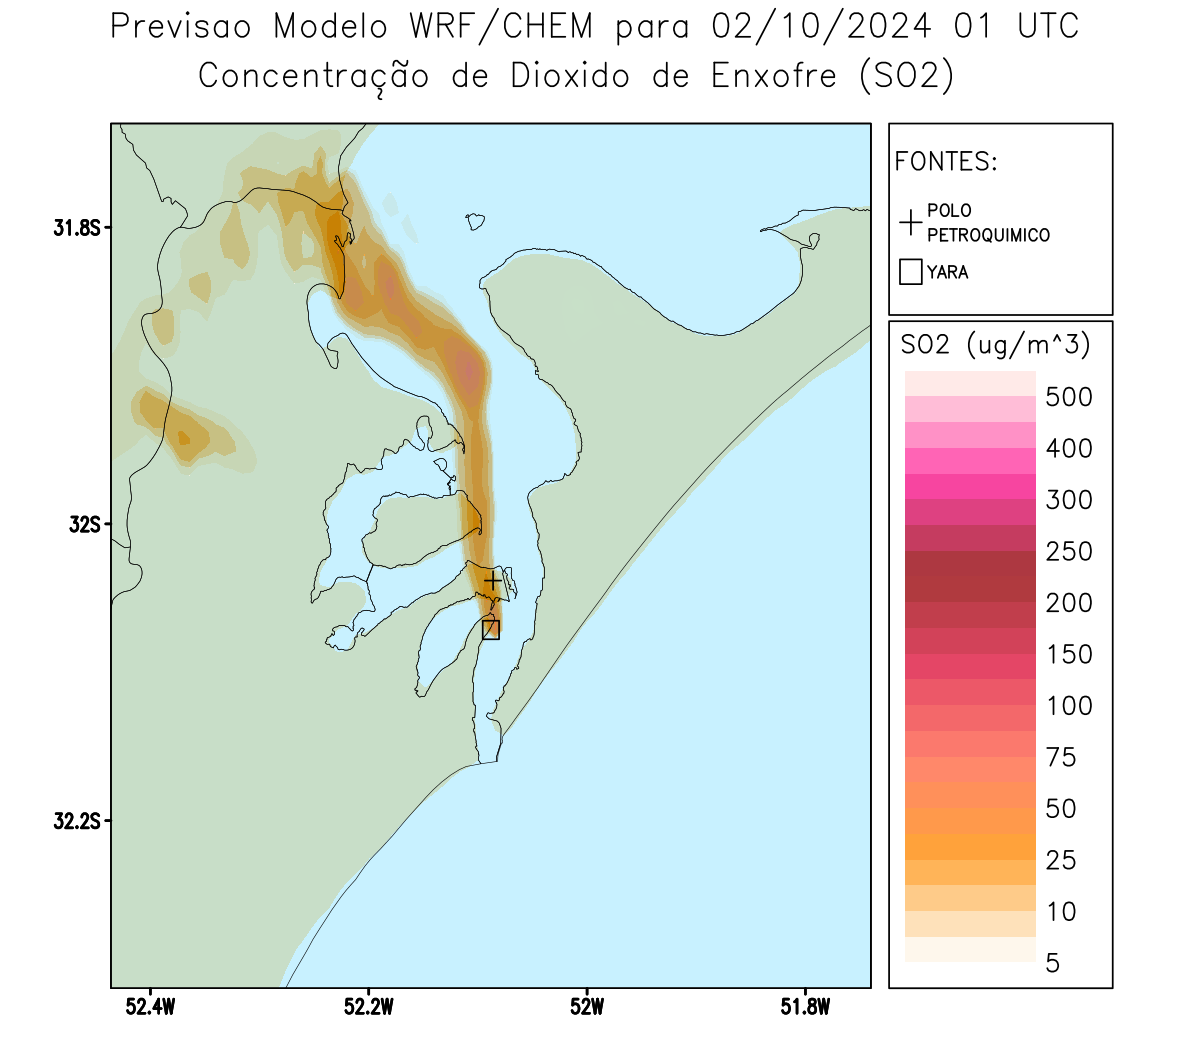 Previsao Modelo WRF/CHEM para 02/10/2024 01 UTC
Concentração de Dioxido de Enxofre (SO2)
FONTES:
POLO
PETROQUIMICO
YARA
SO2 (ug/m^3)
500
400
300
250
200
150
100
75
50
25
10
5
31.8S
32S
32.2S
52.4W
52.2W
52W
51.8W